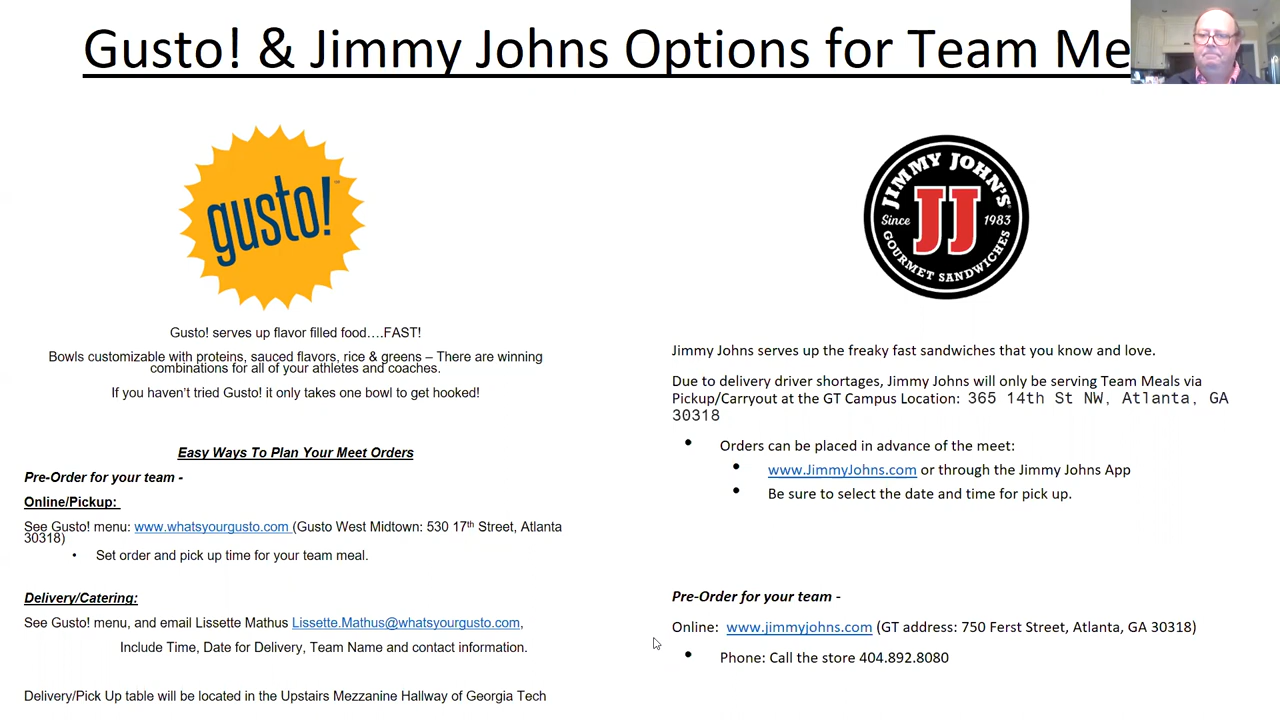 Gusto! & Jimmy Johns Options for Team Me
gusto!
Gusto! serves up flavor filled food….FAST!
Bowls customizable with proteins, sauced flavors, rice & greens – There are winning
combinations for all of your athletes and coaches.
If you haven’t tried Gusto! it only takes one bowl to get hooked!
Easy Ways To Plan Your Meet Orders
Pre-Order for your team -
Online/Pickup:
See Gusto! menu: www.whatsyourgusto.com (Gusto West Midtown: 530 17th Street, Atlanta
30318)
• Set order and pick up time for your team meal.
Delivery/Catering:
See Gusto! menu, and email Lissette Mathus Lissette.Mathus@whatsyourgusto.com,
Include Time, Date for Delivery, Team Name and contact information.
Delivery/Pick Up table will be located in the Upstairs Mezzanine Hallway of Georgia Tech
JIMMY JOHN'S
Since JJ 1983
GOURMET SANDWICHES
Jimmy Johns serves up the freaky fast sandwiches that you know and love.
Due to delivery driver shortages, Jimmy Johns will only be serving Team Meals via
Pickup/Carryout at the GT Campus Location: 365 14th St NW, Atlanta, GA
30318
• Orders can be placed in advance of the meet:
• www.JimmyJohns.com or through the Jimmy Johns App
• Be sure to select the date and time for pick up.
Pre-Order for your team -
Online: www.jimmyjohns.com (GT address: 750 Ferst Street, Atlanta, GA 30318)
• Phone: Call the store 404.892.8080